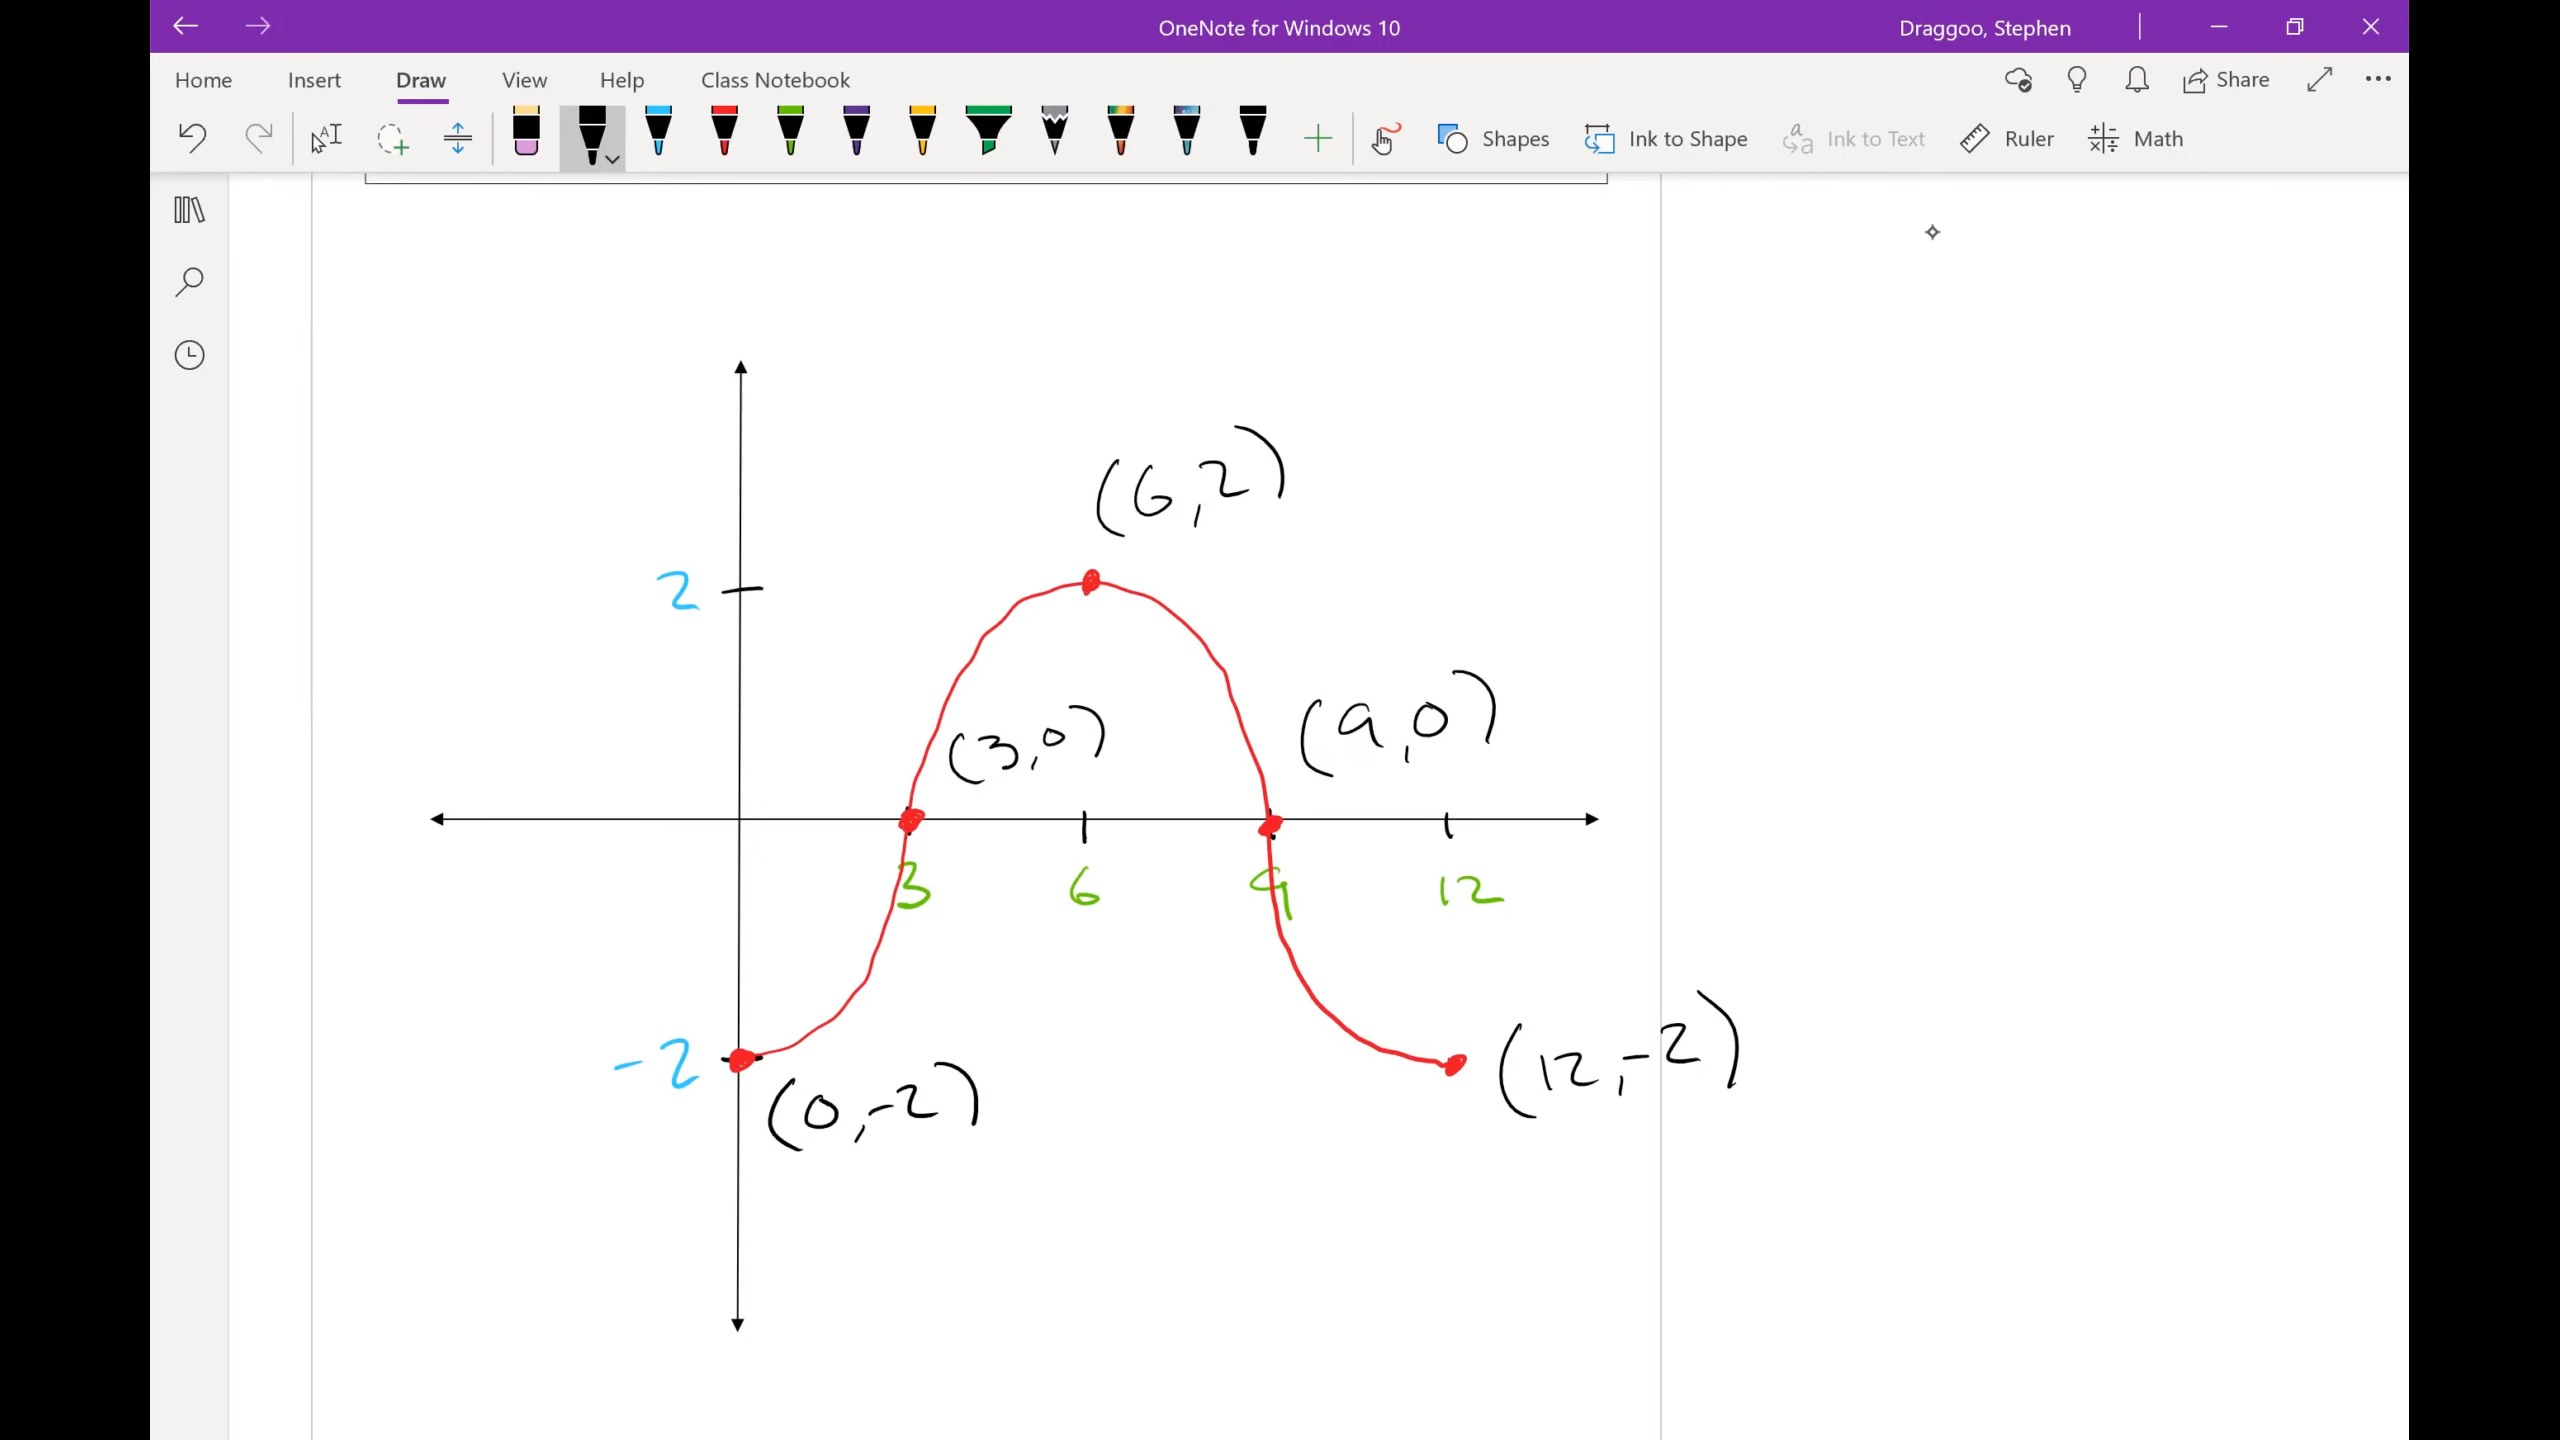 OneNote for Windows 10
Draggoo, Stephen
Home Insert Draw View Help Class Notebook
Share
Shapes Ink to Shape Ink to Text Ruler Math
(6,2)
2
(3,0)
(9,0)
3 6 9 12
-2
(0,-2)
(12,-2)